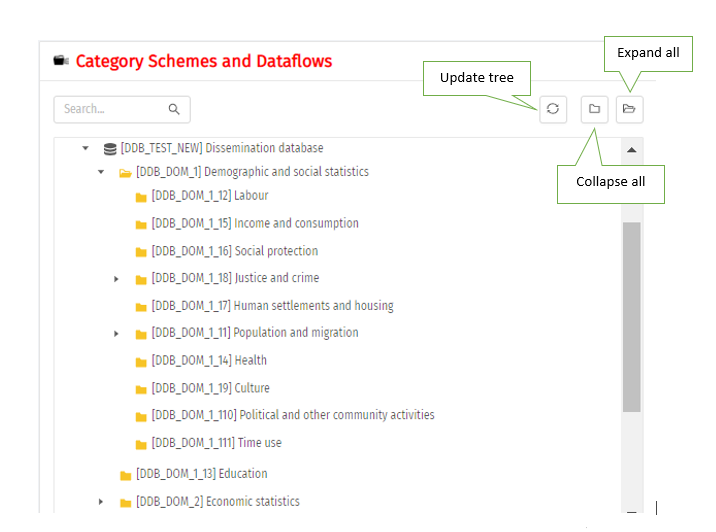 Expand all
Category Schemes and Dataflows
Update tree
Search...
Collapse all
[DDB_TEST_NEW] Dissemination database
[DDB_DOM_1] Demographic and social statistics
[DDB_DOM_1_12] Labour
[DDB_DOM_1_15] Income and consumption
[DDB_DOM_1_16] Social protection
[DDB_DOM_1_18] Justice and crime
[DDB_DOM_1_17] Human settlements and housing
[DDB_DOM_1_11] Population and migration
[DDB_DOM_1_14] Health
[DDB_DOM_1_19] Culture
[DDB_DOM_1_110] Political and other community activities
[DDB_DOM_1_111] Time use
[DDB_DOM_1_13] Education
[DDB_DOM_2] Economic statistics